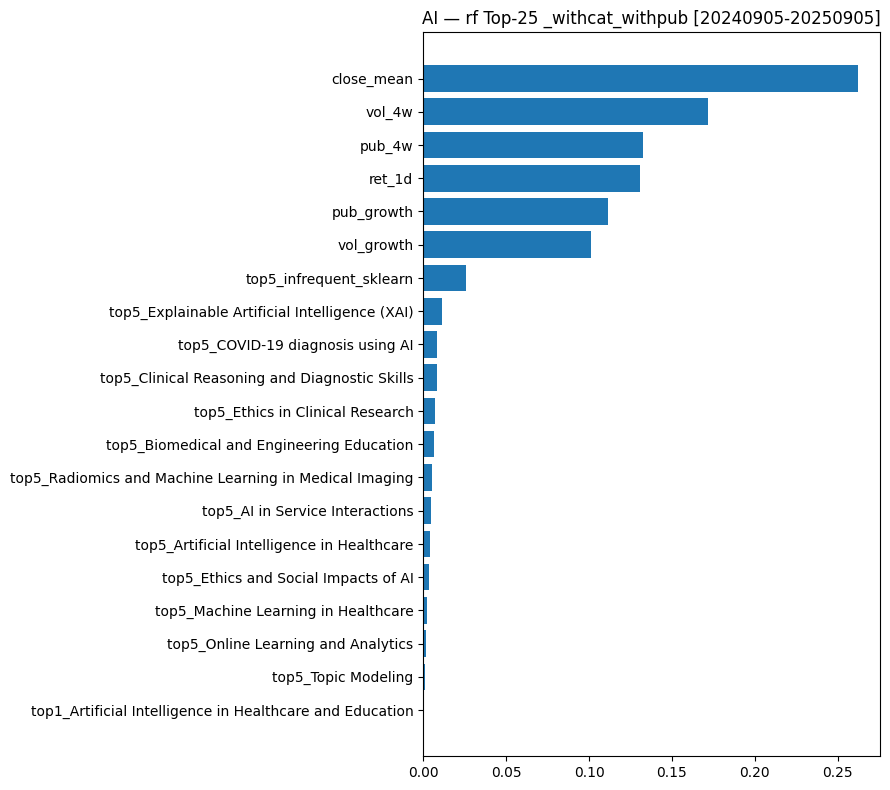 AI — rf Top-25 _withcat_withpub [20240905-20250905]
close_mean
vol_4w
pub_4w
ret_1d
pub_growth
vol_growth
top5_infrequent_sklearn
top5_Explainable Artificial Intelligence (XAI)
top5_COVID-19 diagnosis using AI
top5_Clinical Reasoning and Diagnostic Skills
top5_Ethics in Clinical Research
top5_Biomedical and Engineering Education
top5_Radiomics and Machine Learning in Medical Imaging
top5_AI in Service Interactions
top5_Artificial Intelligence in Healthcare
top5_Ethics and Social Impacts of AI
top5_Machine Learning in Healthcare
top5_Online Learning and Analytics
top5_Topic Modeling
top1_Artificial Intelligence in Healthcare and Education
0.00 0.05 0.10 0.15 0.20 0.25